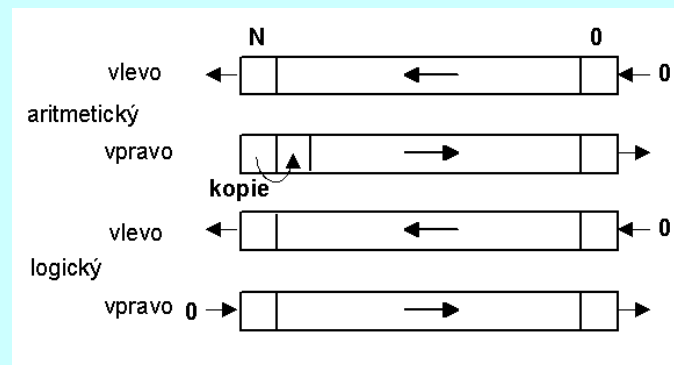 N 0
vlevo 0
aritmetický
vpravo
kopie
vlevo 0
logický
vpravo 0